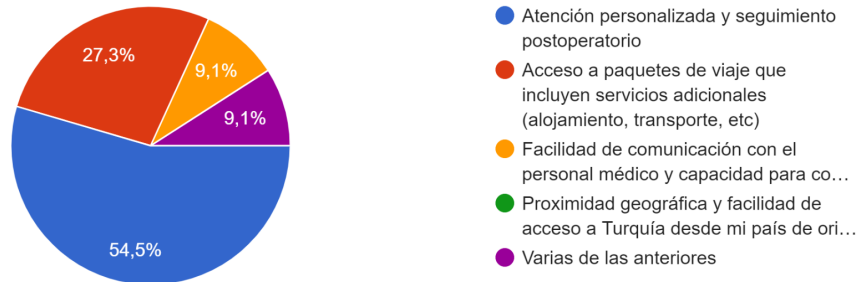 27,3%
9,1%
9,1%
54,5%
Atención personalizada y seguimiento
postoperatorio
Acceso a paquetes de viaje que
incluyen servicios adicionales
(alojamiento, transporte, etc)
Facilidad de comunicación con el
personal médico y capacidad para co…
Proximidad geográfica y facilidad de
acceso a Turquía desde mi país de ori…
Varias de las anteriores